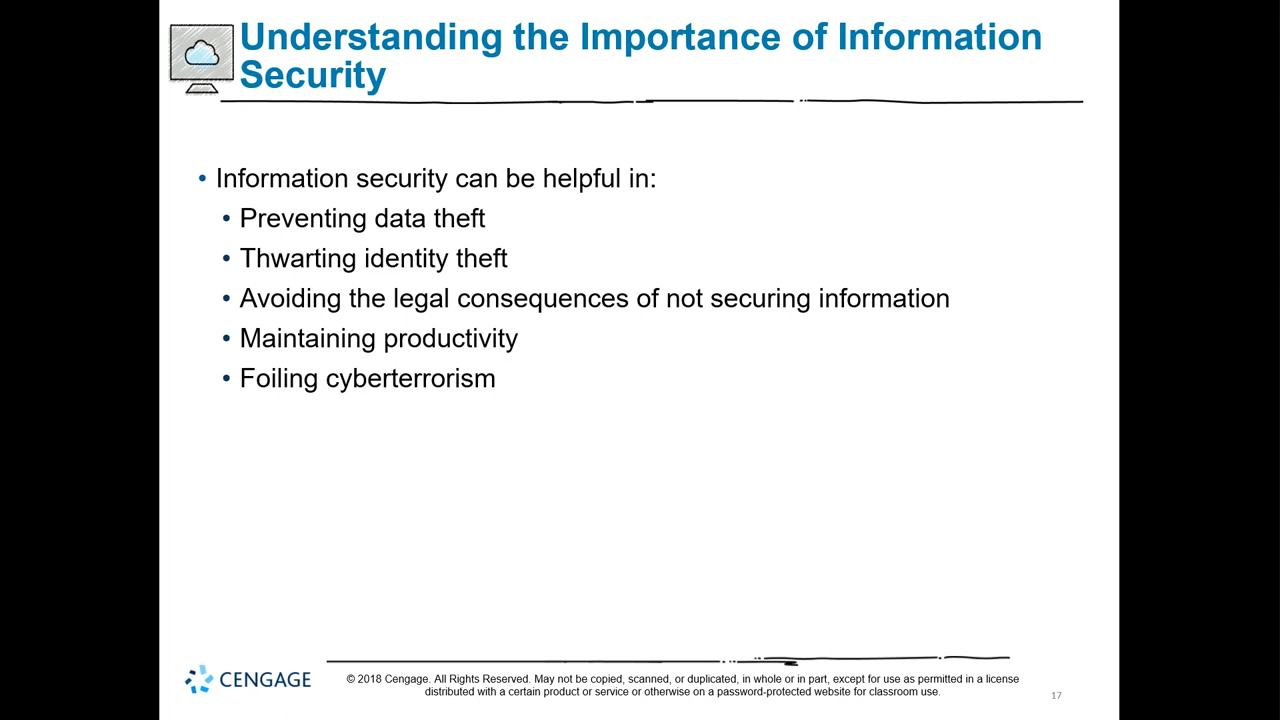 Understanding the Importance of Information
Security
• Information security can be helpful in:
• Preventing data theft
• Thwarting identity theft
• Avoiding the legal consequences of not securing information
• Maintaining productivity
• Foiling cyberterrorism
CENGAGE
© 2018 Cengage. All Rights Reserved. May not be copied, scanned, or duplicated, in whole or in part, except for use as permitted in a license
distributed with a certain product or service or otherwise on a password-protected website for classroom use.
17